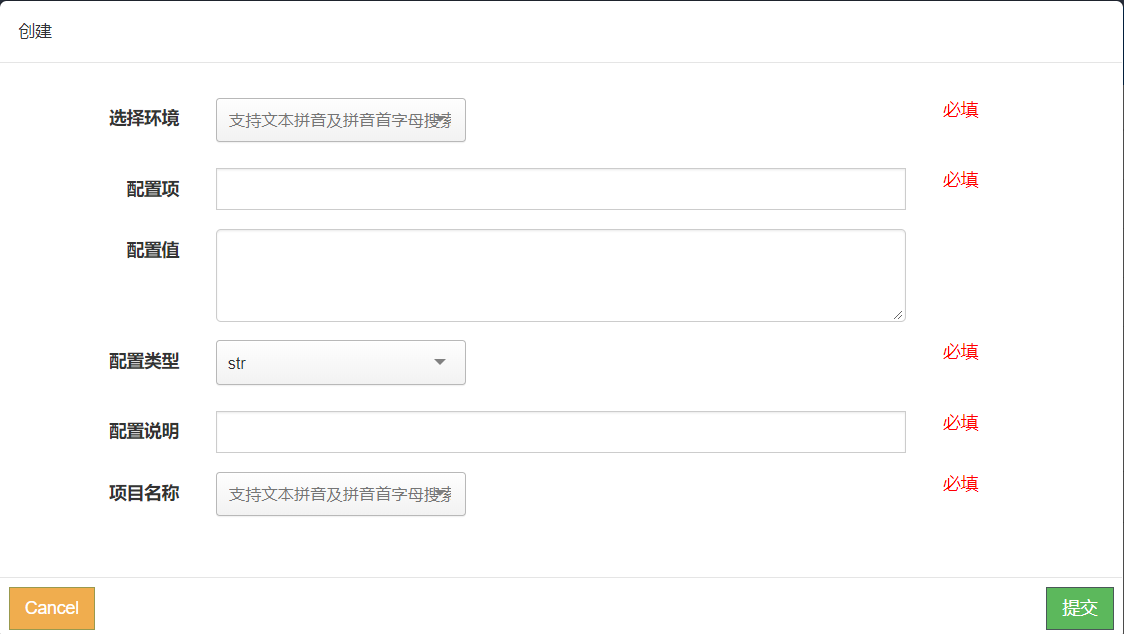 创建
选择环境 支持文本拼音及拼音首字母搜索 必填
配置项 必填
配置值
配置类型 str 必填
配置说明 必填
项目名称 支持文本拼音及拼音首字母搜索 必填
Cancel 提交